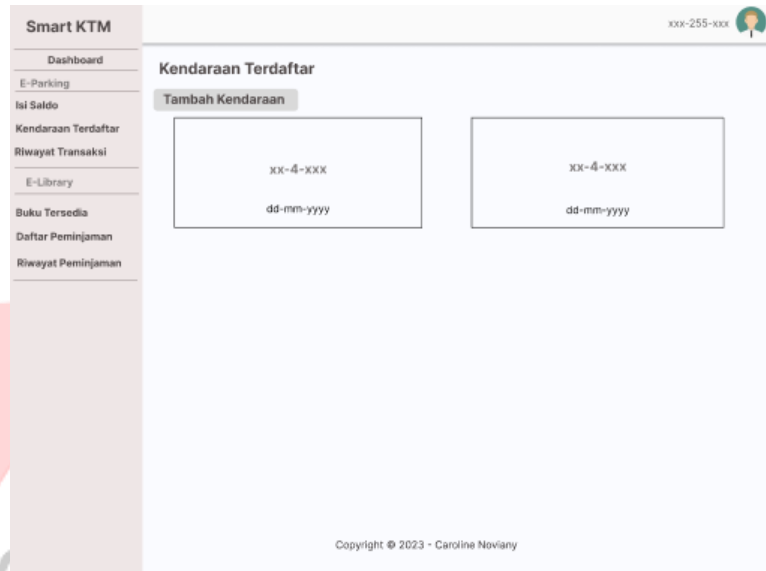 Smart KTM
xxx-255-xxx
Dashboard
E-Parking
Isi Saldo
Kendaraan Terdaftar
Riwayat Transaksi
E-Library
Buku Tersedia
Daftar Peminjaman
Riwayat Peminjaman
Kendaraan Terdaftar
Tambah Kendaraan
xx-4-xxx
dd-mm-yyyy
xx-4-xxx
dd-mm-yyyy
Copyright © 2023 - Caroline Noviany